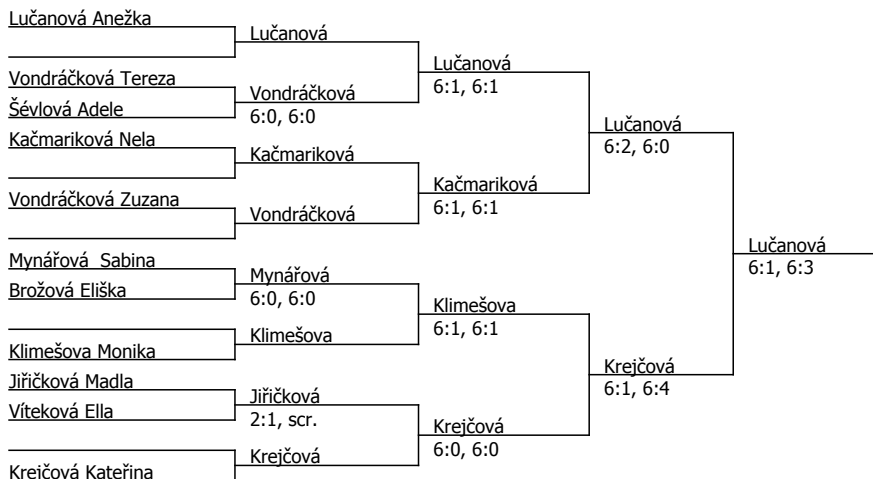 Lučanová Anežka
Lučanová
Vondráčková Tereza
Lučanová
6:1, 6:1
Vondráčková
6:0, 6:0
Šévlová Adele
Lučanová
6:2, 6:0
Kačmariková Nela
Kačmariková
Kačmariková
6:1, 6:1
Vondráčková Zuzana
Vondráčková
Lučanová
6:1, 6:3
Mynářová  Sabina
Mynářová
6:0, 6:0
Brožová Eliška
Klimešova
6:1, 6:1
Klimešova
Klimešova Monika
Krejčová
6:1, 6:4
Jiřičková Madla
Jiřičková
2:1, scr.
Víteková Ella
Krejčová
6:0, 6:0
Krejčová
Krejčová Kateřina